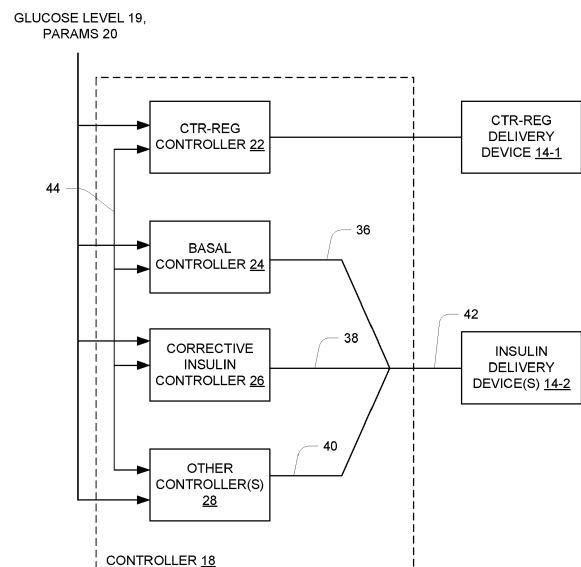 GLUCOSE LEVEL 19,
PARAMS 20
CTR-REG
CONTROLLER 22
CTR-REG
DELIVERY
DEVICE 14-1
44
BASAL
CONTROLLER 24
36
CORRECTIVE
INSULIN
CONTROLLER 26
38
42
INSULIN
DELIVERY
DEVICE(S) 14-2
OTHER
CONTROLLER(S)
28
40
CONTROLLER 18